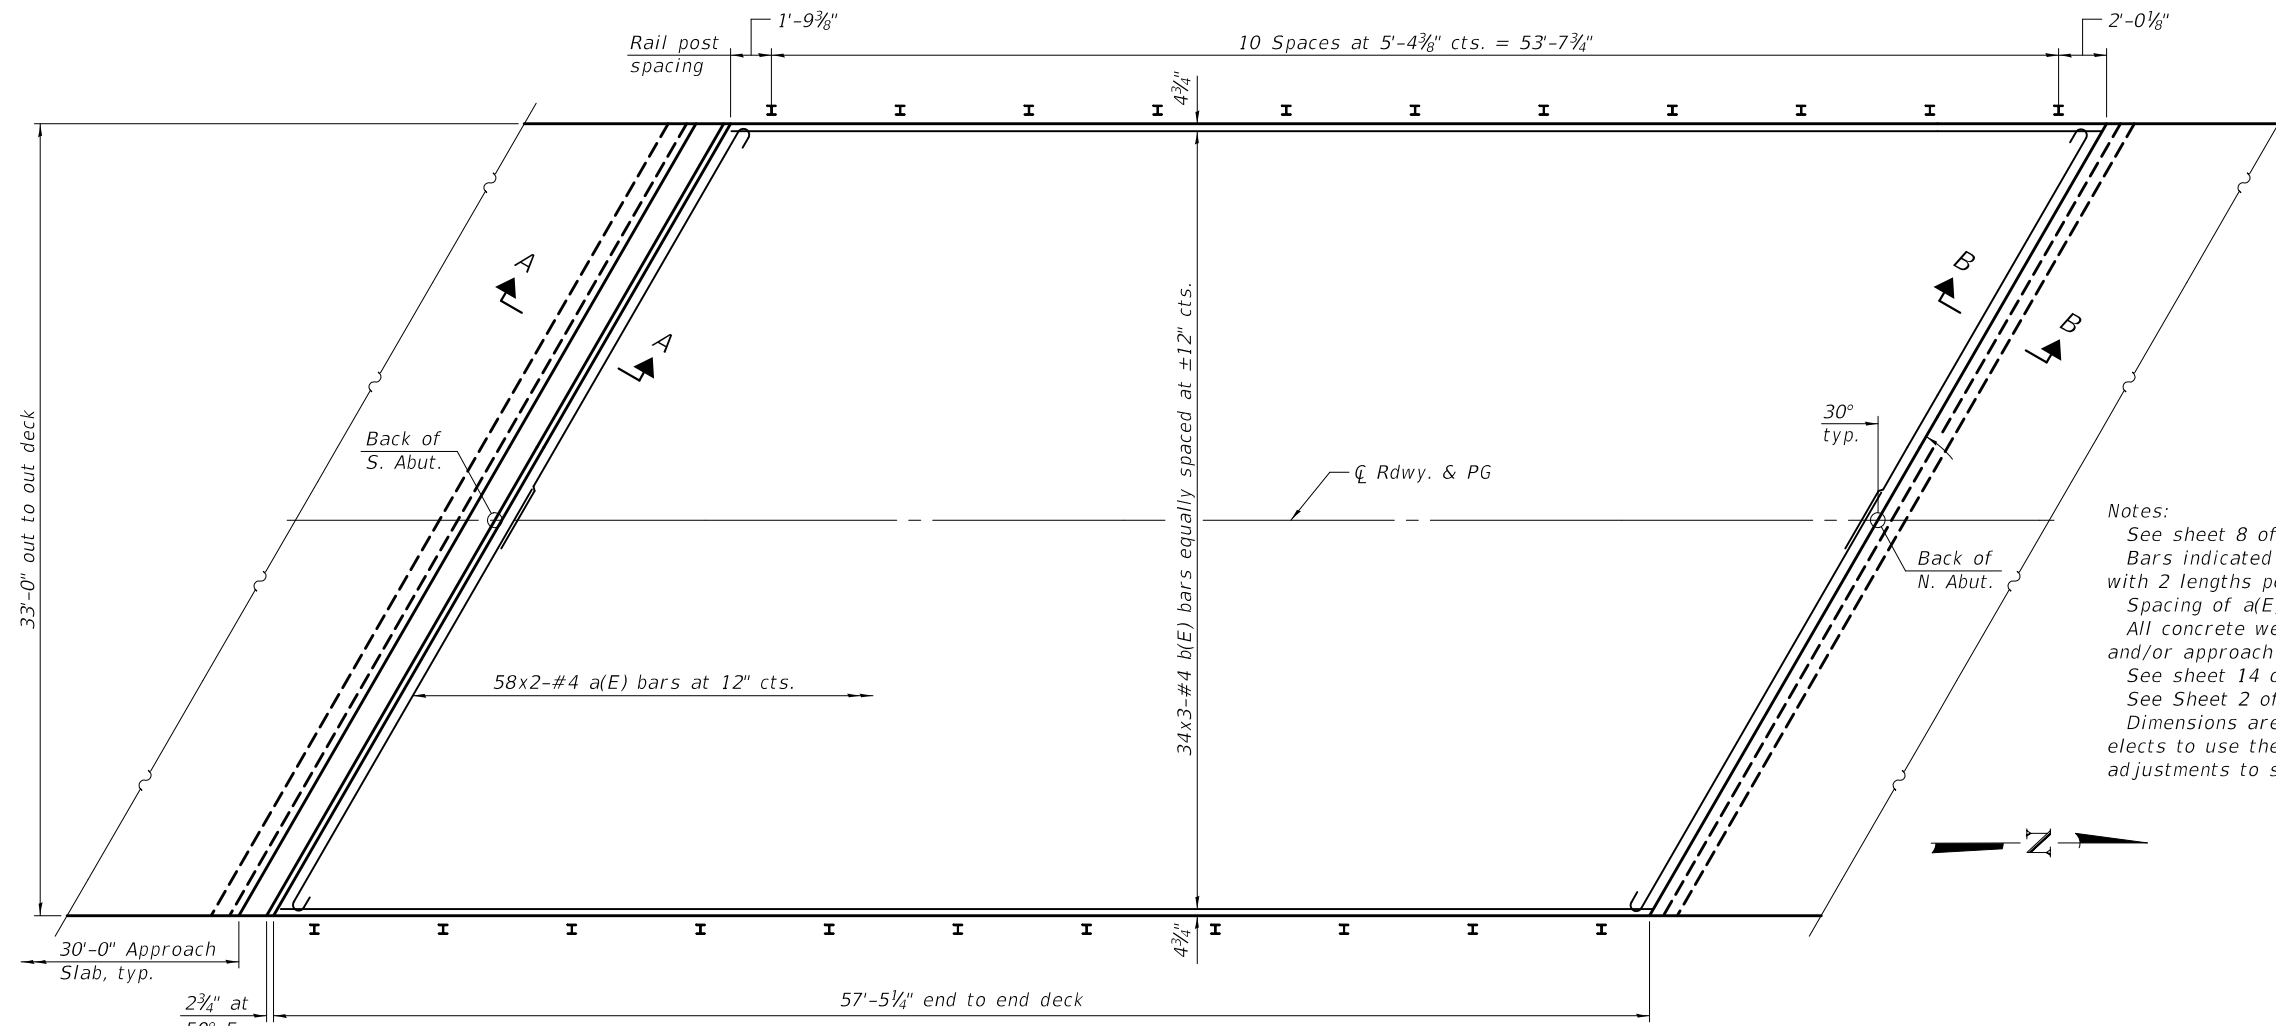 1'-9⅜"
2'-0⅛"
Rail post
spacing
10 Spaces at 5'-4⅜" cts. = 53'-7¾"
4¾"
A
A
B
B
33'-0" out to out deck
34x3-#4 b(E) bars equally spaced at ±12" cts.
30°
typ.
Back of
S. Abut.
℄ Rdwy. & PG
Back of
N. Abut.
58x2-#4 a(E) bars at 12" cts.
Notes:
See sheet 8 of
Bars indicated
with 2 lengths
Spacing of a(E
All concrete
and/or approach
See sheet 14
See Sheet 2 of
Dimensions are
elects to use the
adjustments to
N
4¾"
30'-0" Approach
Slab, typ.
2¾" at
57'-5¼" end to end deck